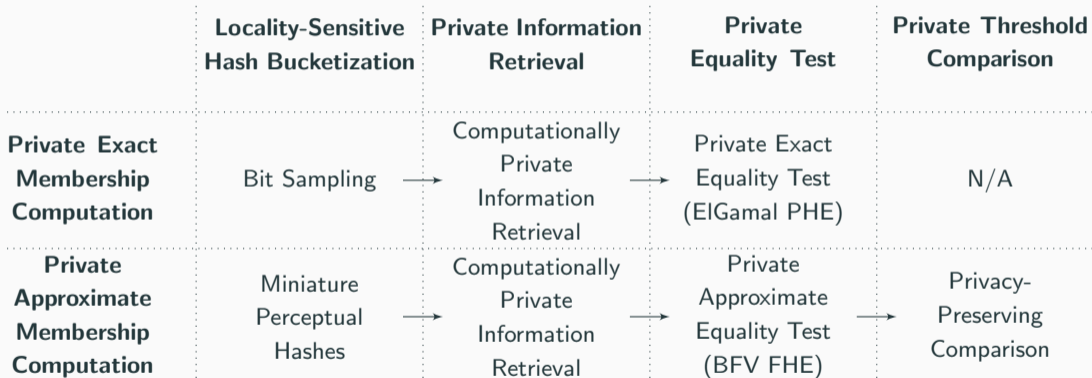 Locality-Sensitive
Hash Bucketization
Private Information
Retrieval
Private
Equality Test
Private Threshold
Comparison
Private Exact
Membership
Computation
Bit Sampling
Computationally
Private
Information
Retrieval
Private Exact
Equality Test
(ElGamal PHE)
N/A
Private
Approximate
Membership
Computation
Miniature
Perceptual
Hashes
Computationally
Private
Information
Retrieval
Private
Approximate
Equality Test
(BFV FHE)
Privacy-
Preserving
Comparison